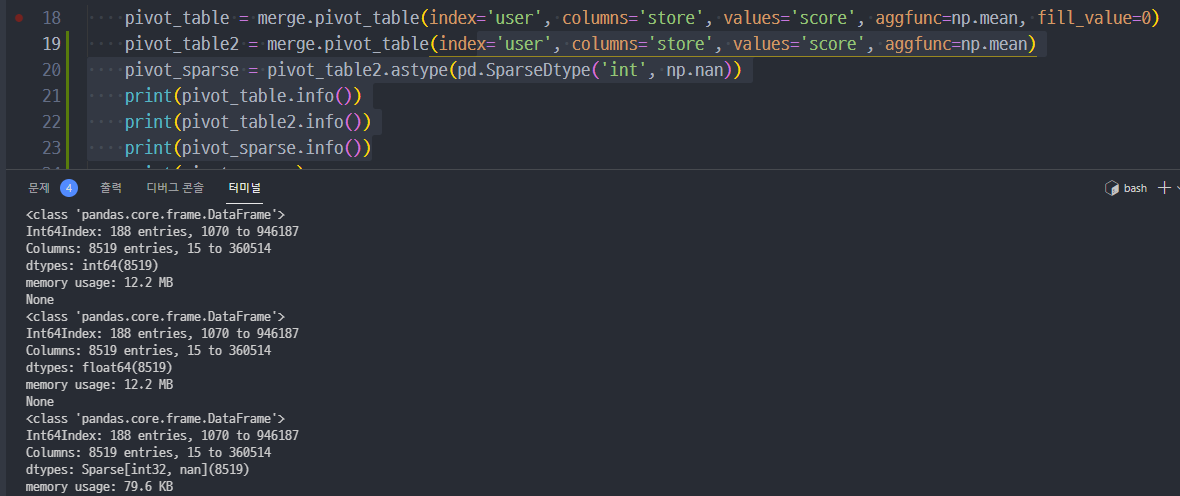 18 pivot_table = merge.pivot_table(index='user', columns='store', values='score', aggfunc=np.mean, fill_value=0)
19 pivot_table2 = merge.pivot_table(index='user', columns='store', values='score', aggfunc=np.mean)
20 pivot_sparse = pivot_table2.astype(pd.SparseDtype('int', np.nan))
21 print(pivot_table.info())
22 print(pivot_table2.info())
23 print(pivot_sparse.info())
문제 4 출력 디버그 콘솔 터미널 bash
<class 'pandas.core.frame.DataFrame'>
Int64Index: 188 entries, 1070 to 946187
Columns: 8519 entries, 15 to 360514
dtypes: int64(8519)
memory usage: 12.2 MB
None
<class 'pandas.core.frame.DataFrame'>
Int64Index: 188 entries, 1070 to 946187
Columns: 8519 entries, 15 to 360514
dtypes: float64(8519)
memory usage: 12.2 MB
None
<class 'pandas.core.frame.DataFrame'>
Int64Index: 188 entries, 1070 to 946187
Columns: 8519 entries, 15 to 360514
dtypes: Sparse[int32, nan](8519)
memory usage: 79.6 KB